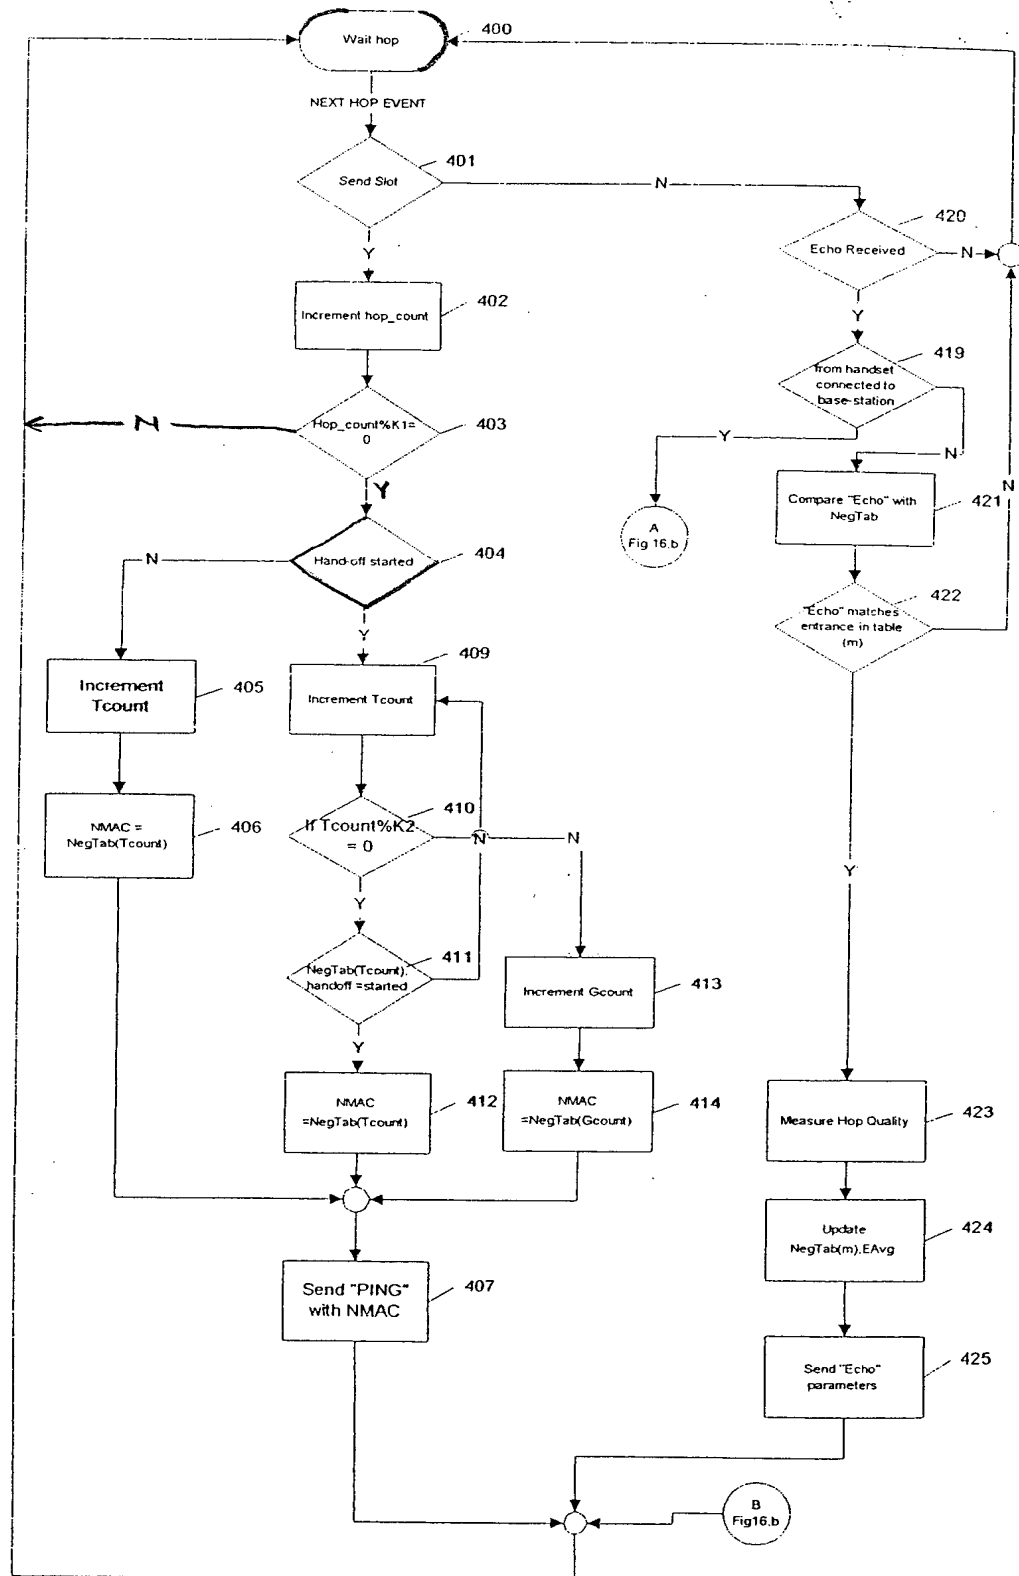 Wait hop
400
NEXT HOP EVENT
Send Slot
401
N
Y
Echo Received
420
N
Y
Increment hop_count
402
from handset
connected to
base-station
419
Y
N
Hop_count%K1=
0
403
N
Y
A
Fig 16.b
Compare "Echo" with
NegTab
421
N
Hand-off started
404
N
Y
"Echo" matches
entrance in table
(m)
422
Y
Increment
Tcount
405
Increment Tcount
409
NMAC =
NegTab(Tcount)
406
If Tcount%K2
= 0
410
N
N
Y
NegTab(Tcount).
handoff =started
411
Y
Increment Gcount
413
NMAC
=NegTab(Tcount)
412
NMAC
=NegTab(Gcount)
414
Measure Hop Quality
423
Update
NegTab(m).EAvg
424
Send "PING"
with NMAC
407
Send "Echo"
parameters
425
B
Fig16.b